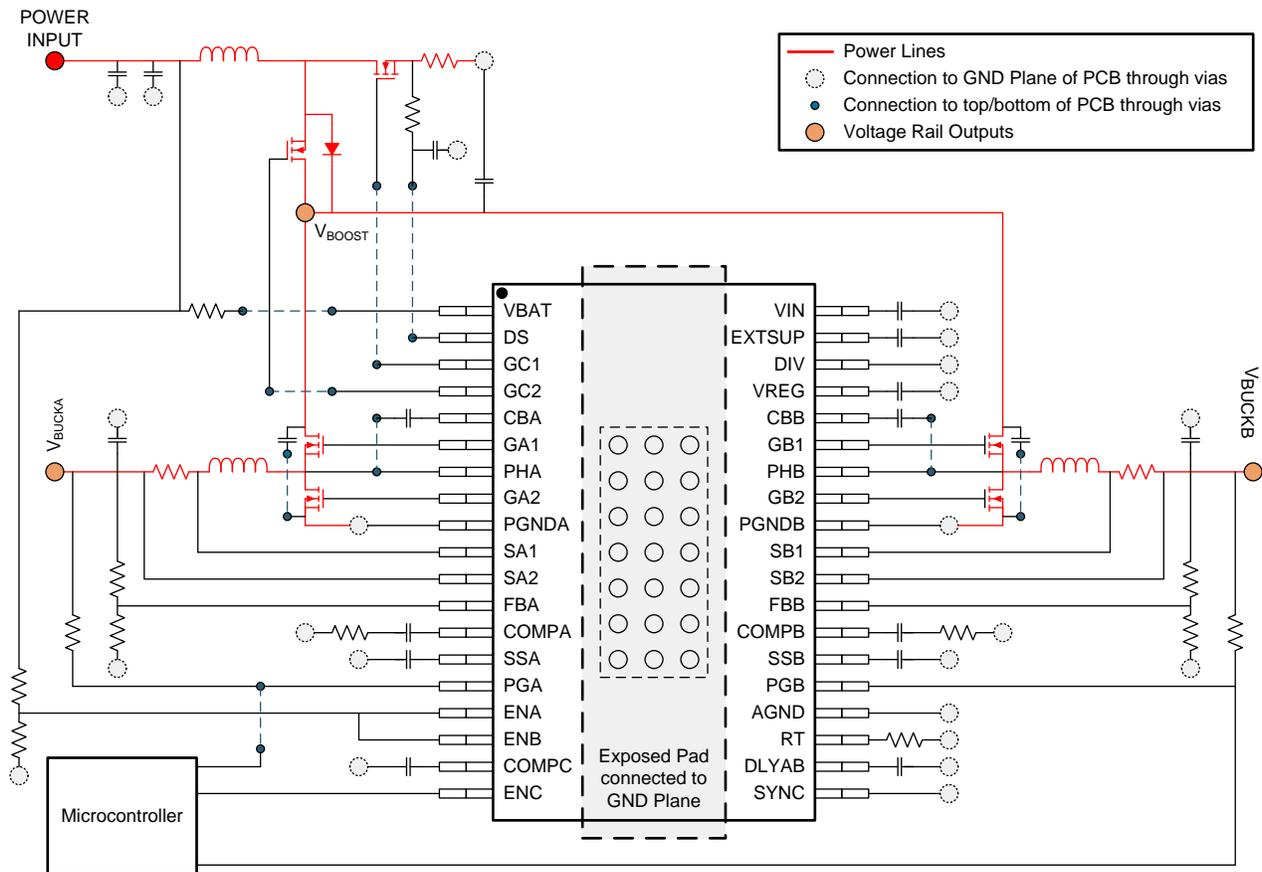 POWER
INPUT
Power Lines
Connection to GND Plane of PCB through vias
Connection to top/bottom of PCB through vias
Voltage Rail Outputs
VBOOST
VBUCKA
VBUCKB
VBAT
DS
GC1
GC2
CBA
GA1
PHA
GA2
PGNDA
SA1
SA2
FBA
COMPA
SSA
PGA
ENA
ENB
COMPC
ENC
VIN
EXTSUP
DIV
VREG
CBB
GB1
PHB
GB2
PGNDB
SB1
SB2
FBB
COMPB
SSB
PGB
AGND
RT
DLYAB
SYNC
Exposed Pad
connected to
GND Plane
Microcontroller